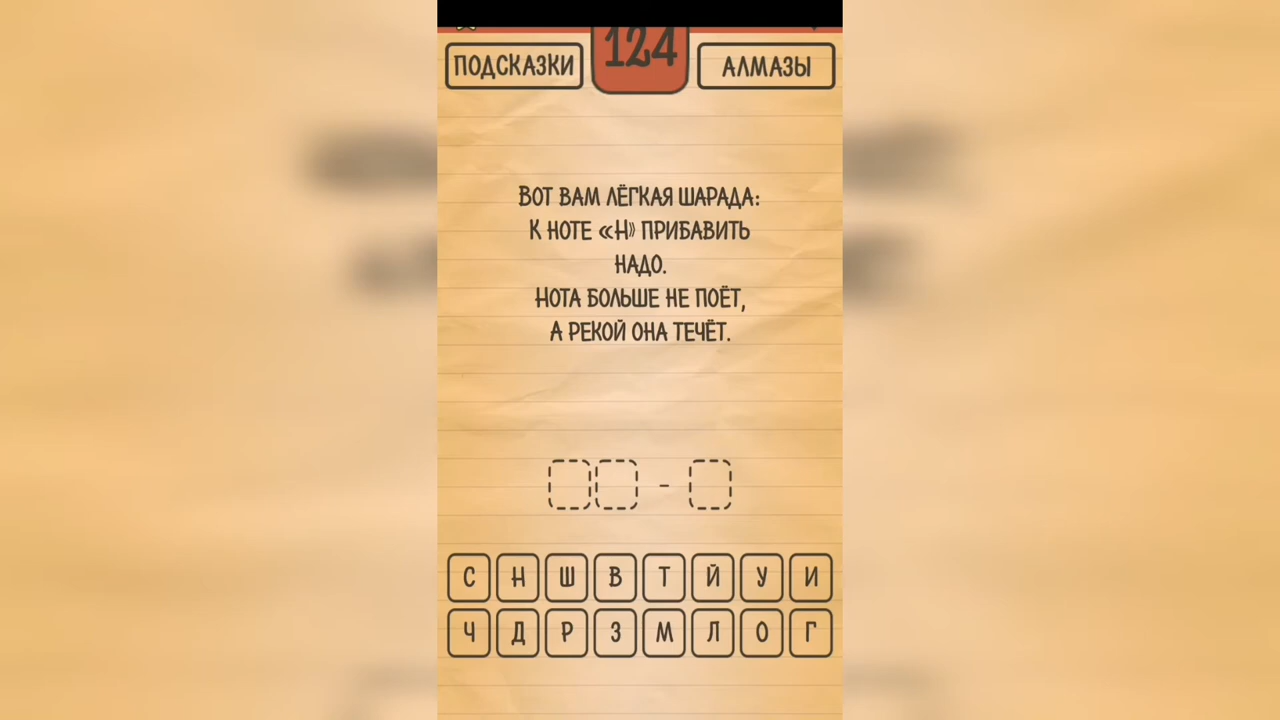 124
ПОДСКАЗКИ
АЛМАЗЫ
ВОТ ВАМ ЛЁГКАЯ ШАРАДА:
К НОТЕ «Н» ПРИБАВИТЬ
НАДО.
НОТА БОЛЬШЕ НЕ ПОЁТ,
А РЕКОЙ ОНА ТЕЧЁТ.
-
С Н Ш В Т Й У И
Ч Д Р З М Л О Г